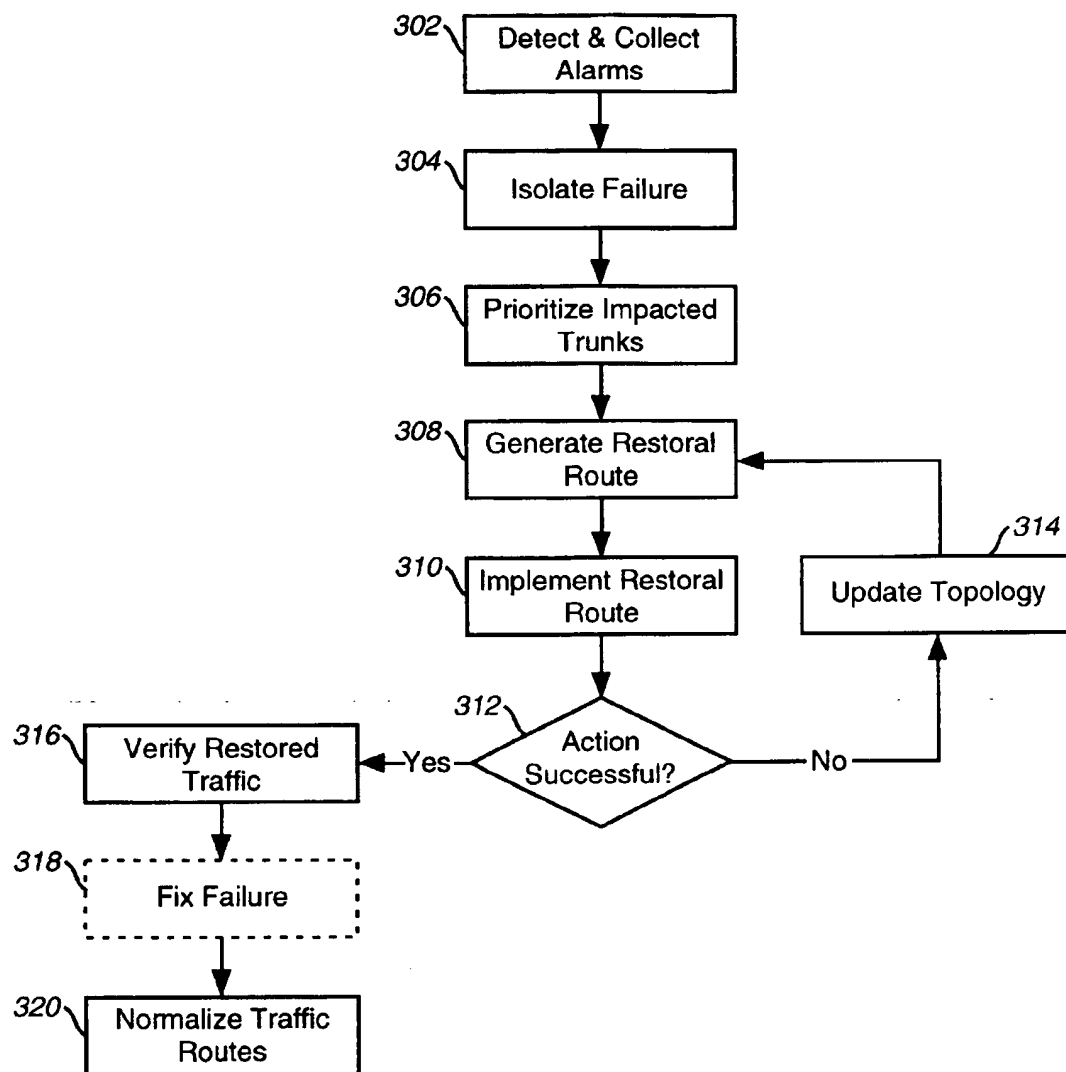 302
Detect & Collect
Alarms
304
Isolate Failure
306
Prioritize Impacted
Trunks
308
Generate Restoral
Route
310
Implement Restoral
Route
314
Update Topology
312
Action
Successful?
Yes
No
316
Verify Restored
Traffic
318
Fix Failure
320
Normalize Traffic
Routes